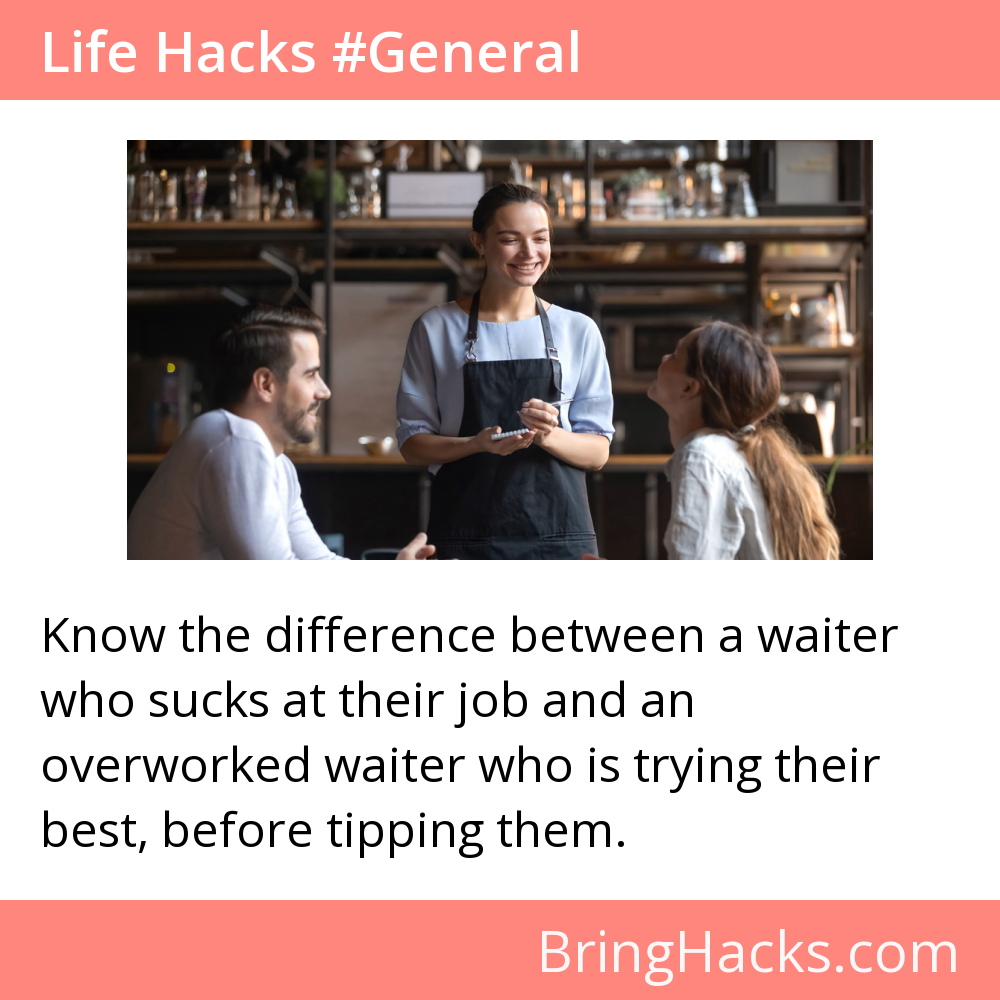 Life Hacks #General
Know the difference between a waiter
who sucks at their job and an
overworked waiter who is trying their
best, before tipping them.
BringHacks.com